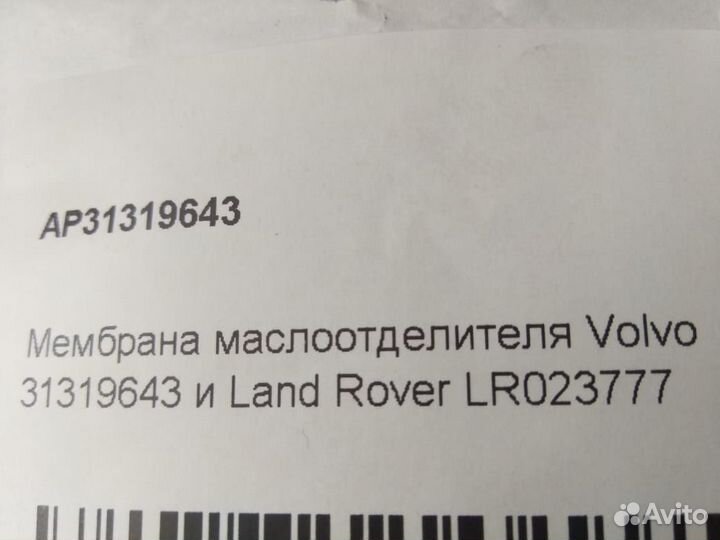 AP31319643
Мембрана маслоотделителя Volvo
31319643 и Land Rover LR023777
Avito